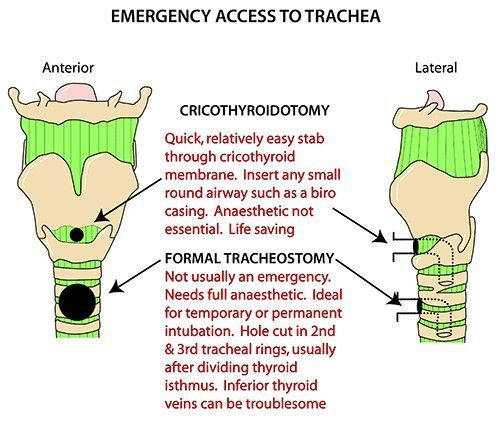 EMERGENCY ACCESS TO TRACHEA
Anterior
Lateral
CRICOTHYROIDOTOMY
Quick, relatively easy stab
through cricothyroid
membrane. Insert any small
round airway such as a biro
casing. Anaesthetic not
essential. Life saving
FORMAL TRACHEOSTOMY
Not usually an emergency.
Needs full anaesthetic. Ideal
for temporary or permanent
intubation. Hole cut in 2nd
& 3rd tracheal rings, usually
after dividing thyroid
isthmus. Inferior thyroid
veins can be troublesome